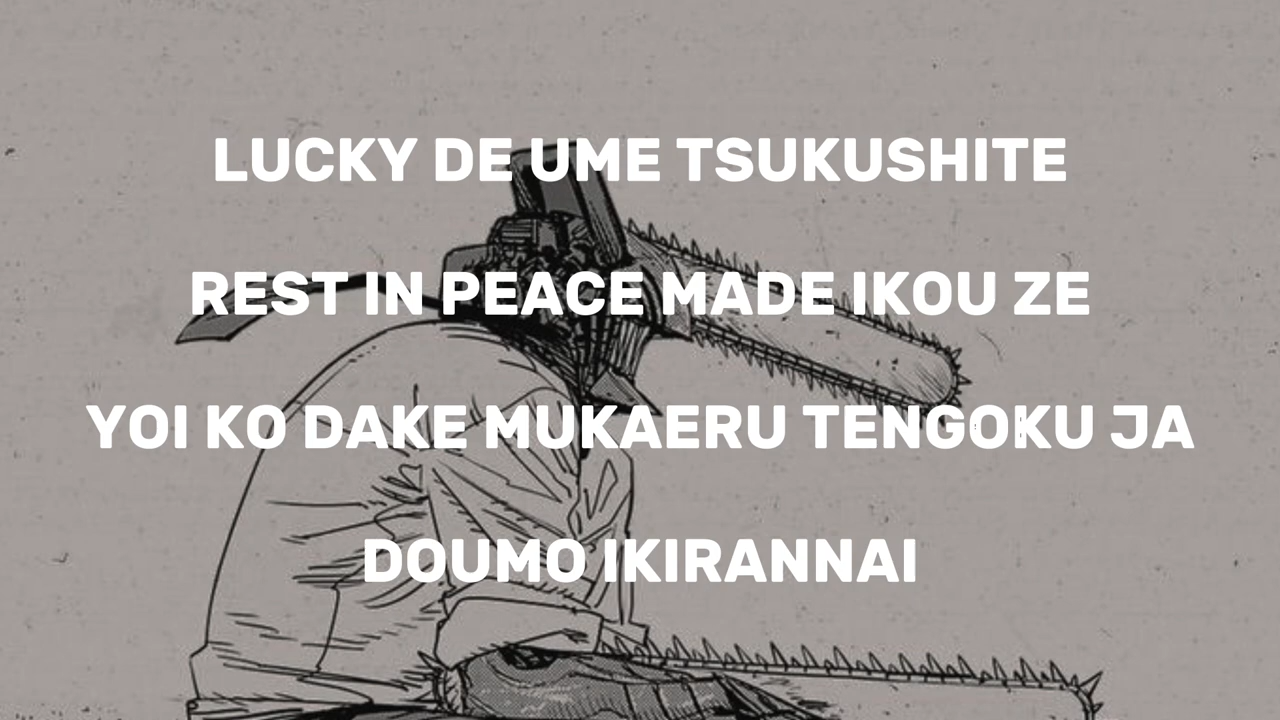 LUCKY DE UME TSUKUSHITE
REST IN PEACE MADE IKOU ZE
YOI KO DAKE MUKAERU TENGOKU JA
DOUMO IKIRANNAI